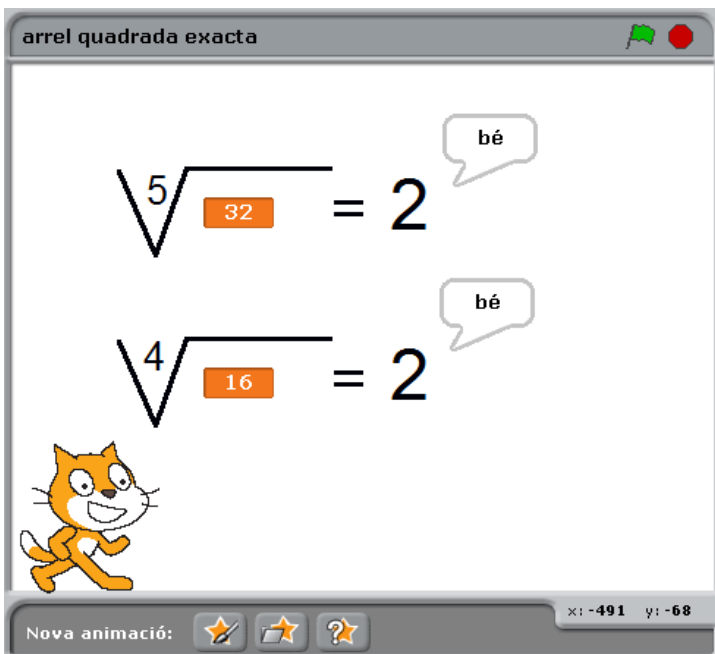 arrel quadrada exacta
bé
5√32 = 2
bé
4√16 = 2
x: -491 y: -68
Nova animació: